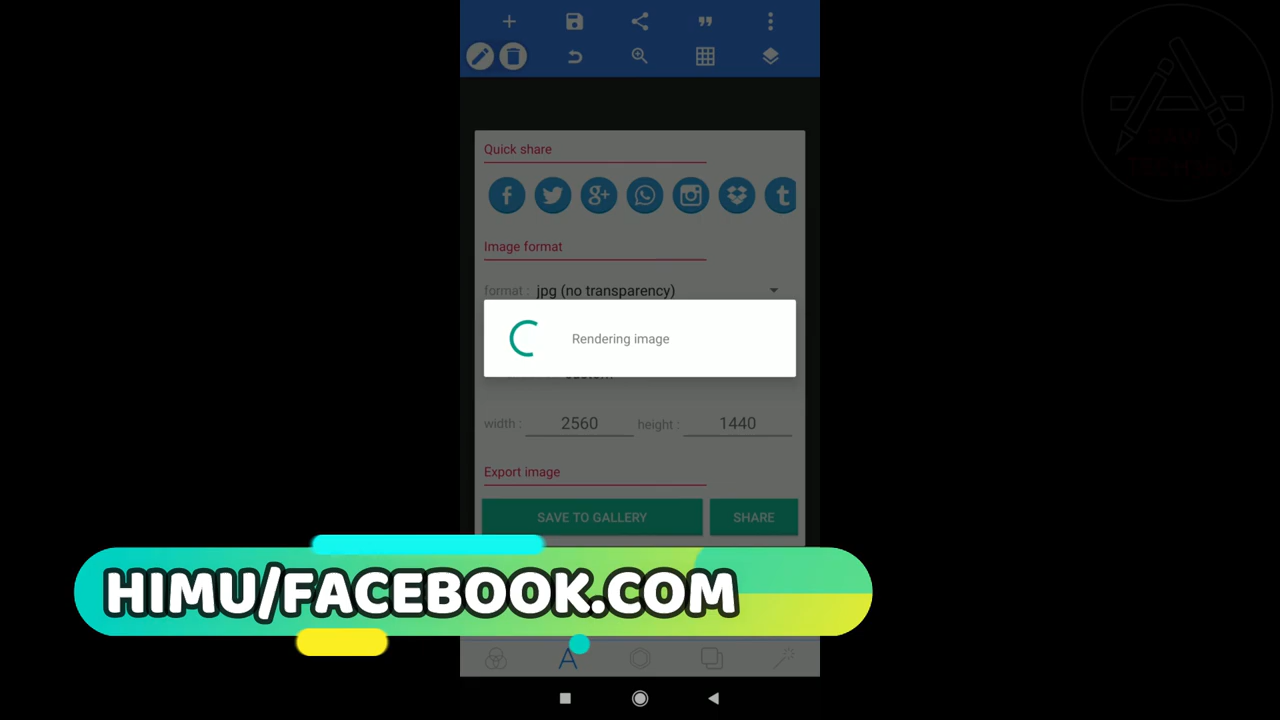 Quick share
Image format
format : jpg (no transparency)
Rendering image
width : 2560 height : 1440
Export image
SAVE TO GALLERY SHARE
HIMU/FACEBOOK.COM